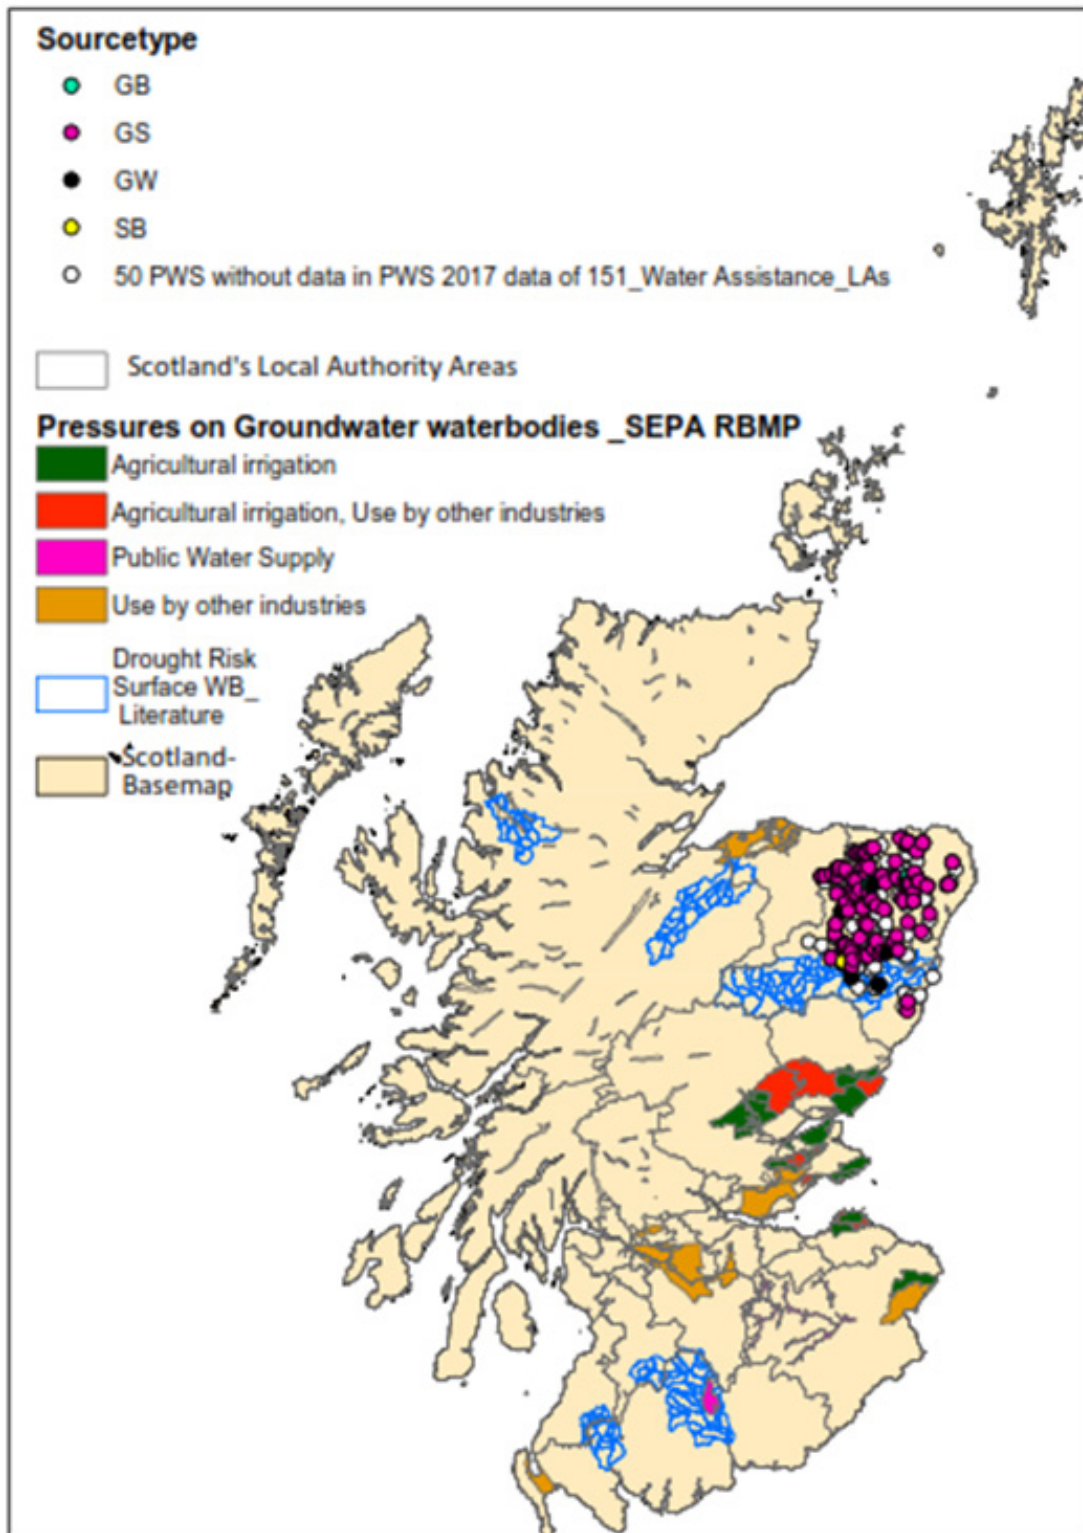 Sourcetype
GB
GS
GW
SB
50 PWS without data in PWS 2017 data of 151_Water Assistance_LAs
Scotland's Local Authority Areas
Pressures on Groundwater waterbodies _SEPA RBMP
Agricultural irrigation
Agricultural irrigation, Use by other industries
Public Water Supply
Use by other industries
Drought Risk
Surface WB_
Literature
Scotland-
Basemap